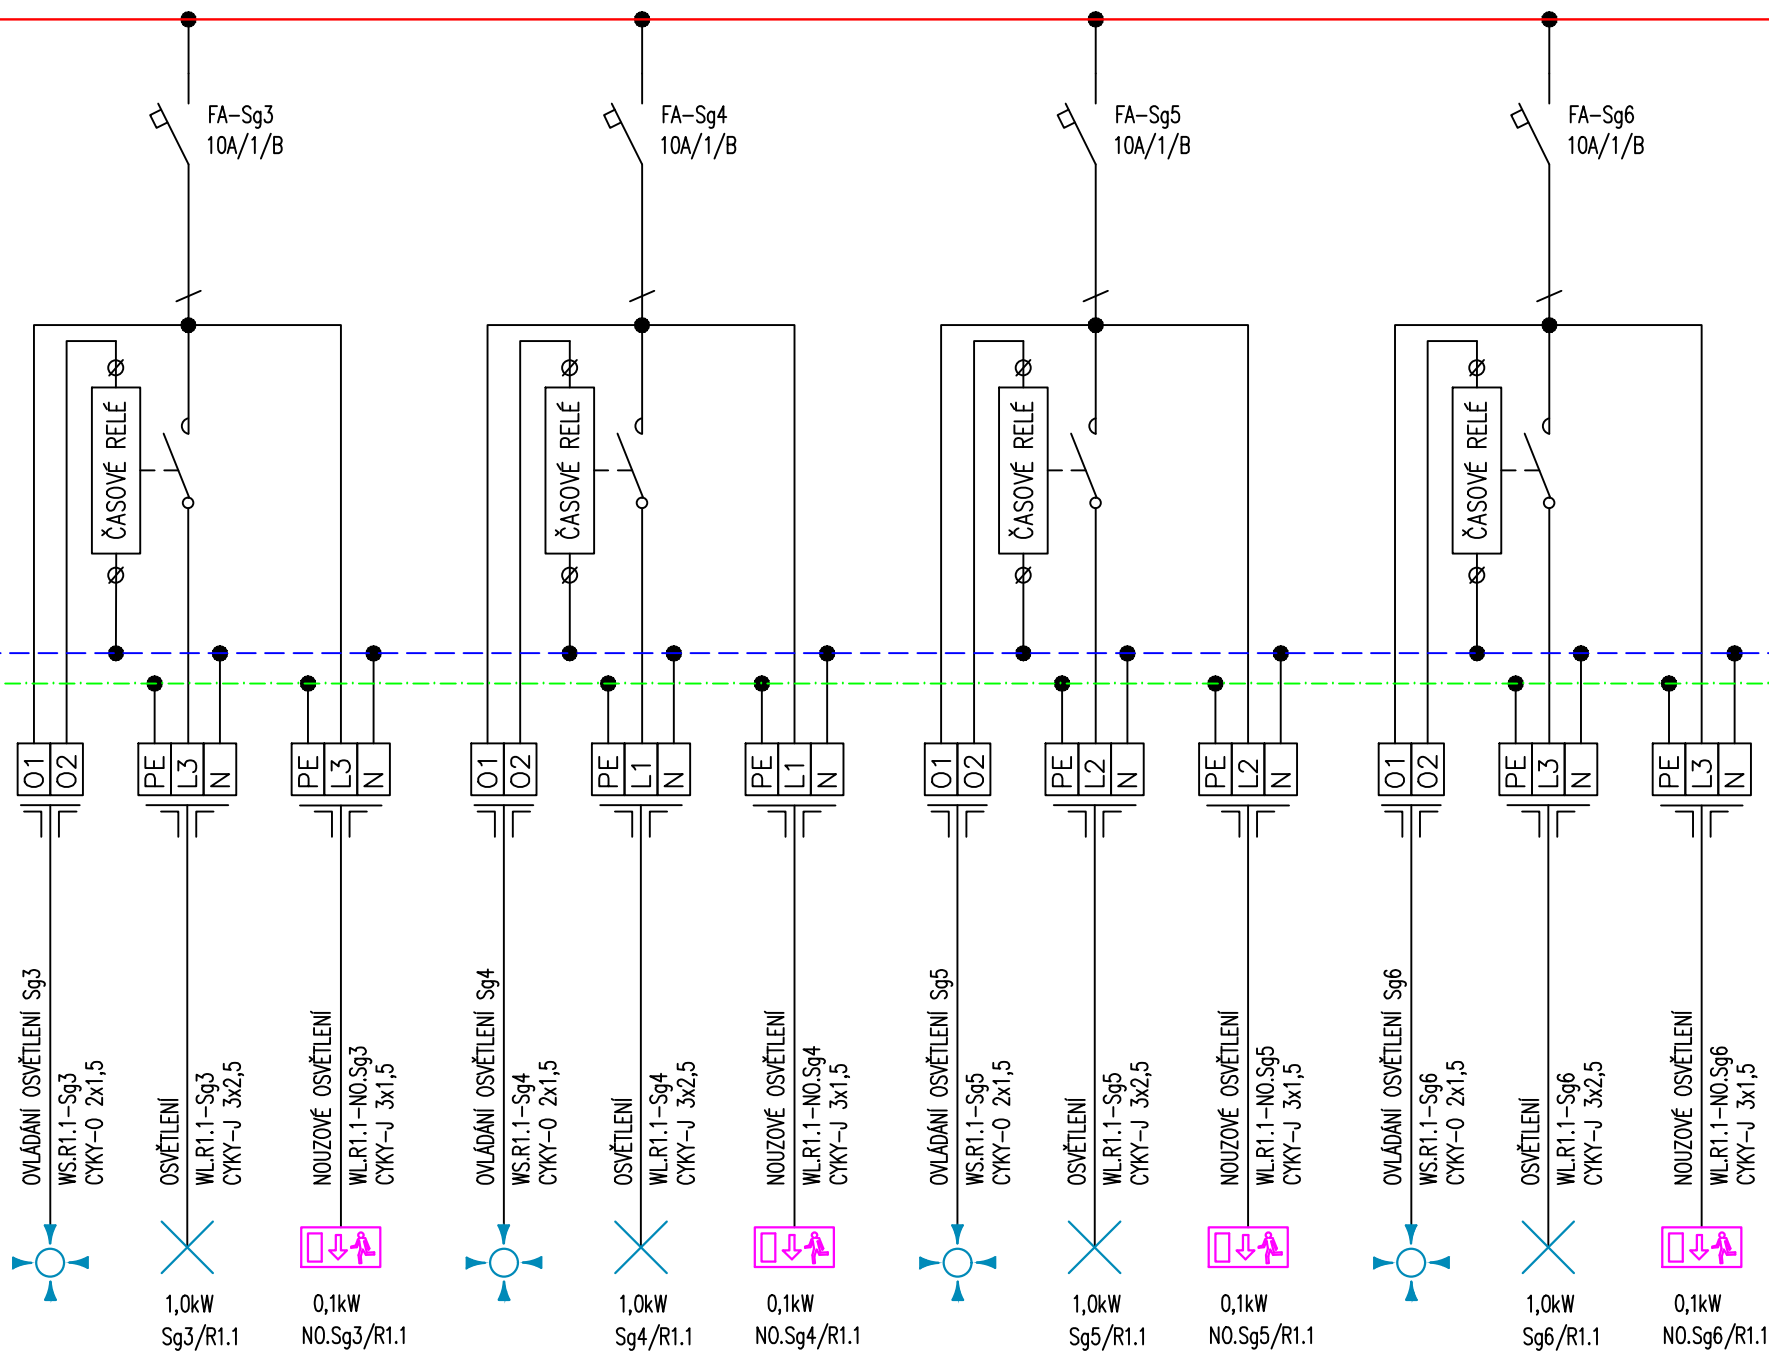 FA-Sg3
10A/1/B
FA-Sg4
10A/1/B
FA-Sg5
10A/1/B
FA-Sg6
10A/1/B
ČASOVÉ RELÉ
ČASOVÉ RELÉ
ČASOVÉ RELÉ
ČASOVÉ RELÉ
O1
O2
PE
L3
N
PE
L3
N
O1
O2
PE
L1
N
PE
L1
N
O1
O2
PE
L2
N
PE
L2
N
O1
O2
PE
L3
N
PE
L3
N
OVLÁDÁNÍ OSVĚTLENÍ Sg3
WS.R1.1-Sg3
CYKY-O 2x1,5
OSVĚTLENÍ
WL.R1.1-Sg3
CYKY-J 3x2,5
NOUZOVÉ OSVĚTLENÍ
WL.R1.1-NO.Sg3
CYKY-J 3x1,5
OVLÁDÁNÍ OSVĚTLENÍ Sg4
WS.R1.1-Sg4
CYKY-O 2x1,5
OSVĚTLENÍ
WL.R1.1-Sg4
CYKY-J 3x2,5
NOUZOVÉ OSVĚTLENÍ
WL.R1.1-NO.Sg4
CYKY-J 3x1,5
OVLÁDÁNÍ OSVĚTLENÍ Sg5
WS.R1.1-Sg5
CYKY-O 2x1,5
OSVĚTLENÍ
WL.R1.1-Sg5
CYKY-J 3x2,5
NOUZOVÉ OSVĚTLENÍ
WL.R1.1-NO.Sg5
CYKY-J 3x1,5
OVLÁDÁNÍ OSVĚTLENÍ Sg6
WS.R1.1-Sg6
CYKY-O 2x1,5
OSVĚTLENÍ
WL.R1.1-Sg6
CYKY-J 3x2,5
NOUZOVÉ OSVĚTLENÍ
WL.R1.1-NO.Sg6
CYKY-J 3x1,5
1,0kW
Sg3/R1.1
0,1kW
NO.Sg3/R1.1
1,0kW
Sg4/R1.1
0,1kW
NO.Sg4/R1.1
1,0kW
Sg5/R1.1
0,1kW
NO.Sg5/R1.1
1,0kW
Sg6/R1.1
0,1kW
NO.Sg6/R1.1